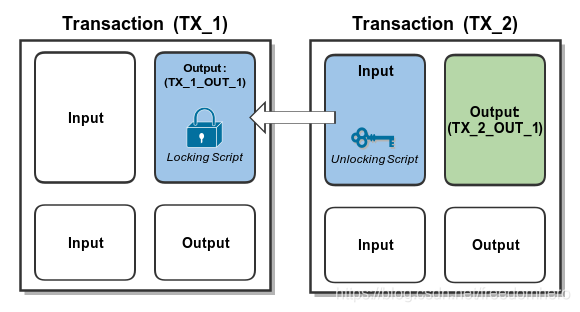 Transaction (TX_1)
Transaction (TX_2)
Input
Output:
(TX_1_OUT_1)
Locking Script
Input
Unlocking Script
Output
(TX_2_OUT_1)
Input
Output
Input
Output
https://blog.csdn.net/freedomhero